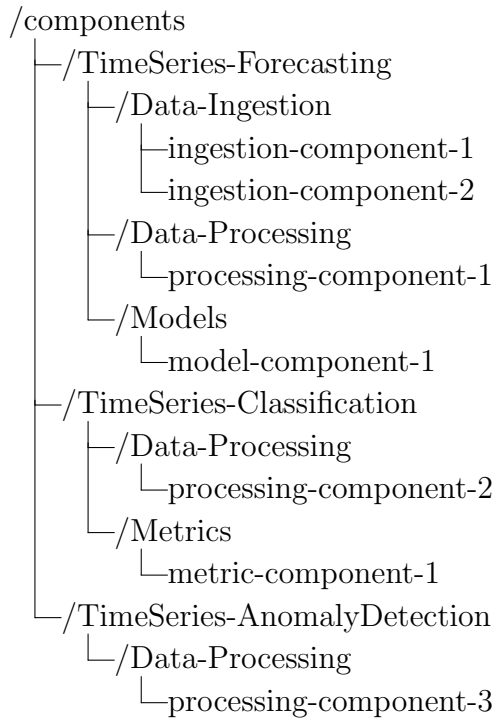 /components
/TimeSeries-Forecasting
/Data-Ingestion
ingestion-component-1
ingestion-component-2
/Data-Processing
processing-component-1
/Models
model-component-1
/TimeSeries-Classification
/Data-Processing
processing-component-2
/Metrics
metric-component-1
/TimeSeries-AnomalyDetection
/Data-Processing
processing-component-3